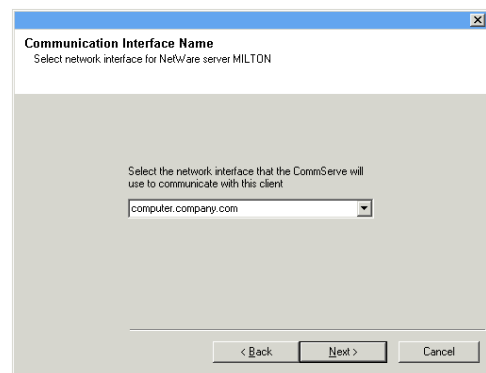 Communication Interface Name
Select network interface for NetWare server MILTON
Select the network interface that the CommServe will
use to communicate with this client
computer.company.com
< Back
Next >
Cancel